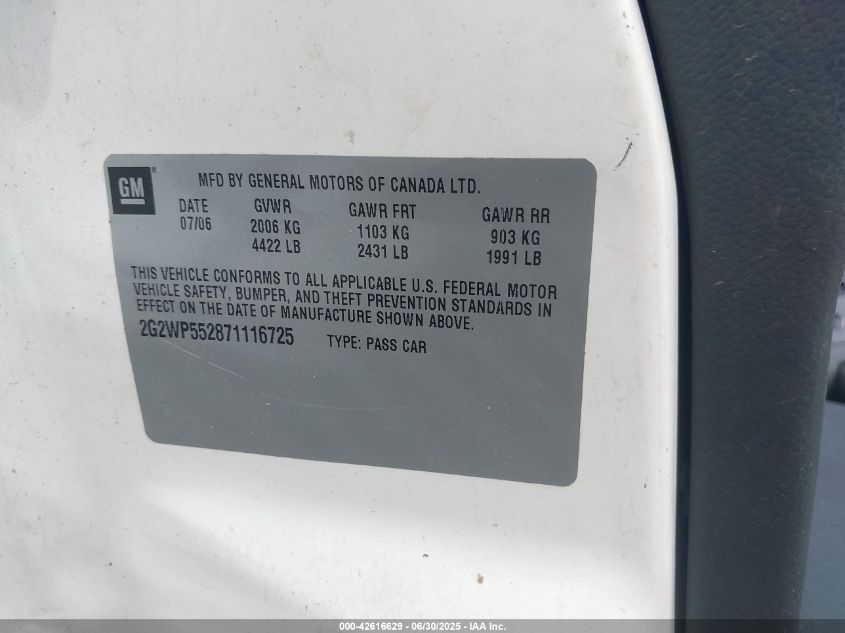 GM®
MFD BY GENERAL MOTORS OF CANADA LTD.
DATE GVWR GAWR FRT GAWR RR
07/06 2006 KG 1103 KG 903 KG
4422 LB 2431 LB 1991 LB
THIS VEHICLE CONFORMS TO ALL APPLICABLE U.S. FEDERAL MOTOR
VEHICLE SAFETY, BUMPER, AND THEFT PREVENTION STANDARDS IN
EFFECT ON THE DATE OF MANUFACTURE SHOWN ABOVE.
2G2WP552871116725 TYPE: PASS CAR
000-42616629 - 06/30/2025 - IAA Inc.